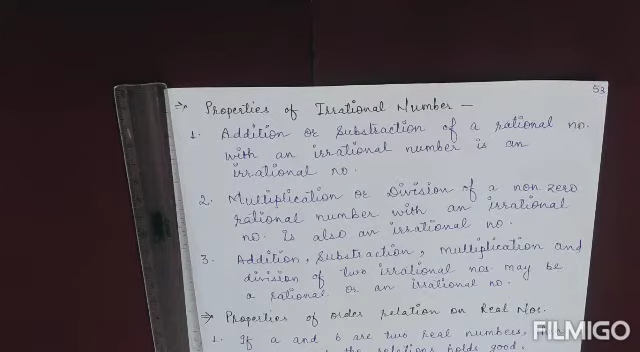 53
⇒ Properties of Irrational Number —
1. Addition or Substraction of a rational no.
with an irrational number is an
irrational no.
2. Multiplication or Division of a non zero
rational number with an irrational
no. is also an irrational no.
3. Addition, Substraction, multiplication and
division of two irrational nos. may be
a rational or an irrational no.
⇒ Properties of order relation on Real Nos.
1. If a and b are two real numbers,
the relations holds good.
FILMIGO